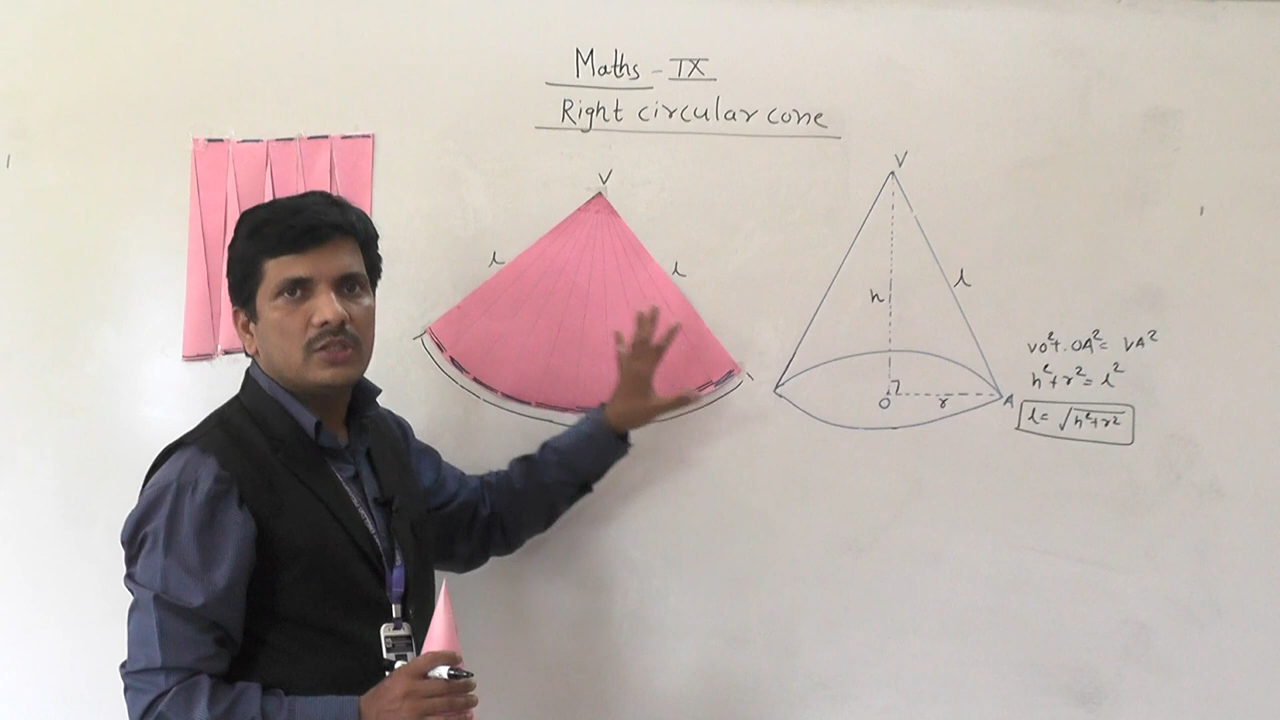 Maths - IX
Right circular cone
V
l
l
V
h
l
O
r
A
VO²+OA²= VA²
h²+r²=l²
l= √h²+r²